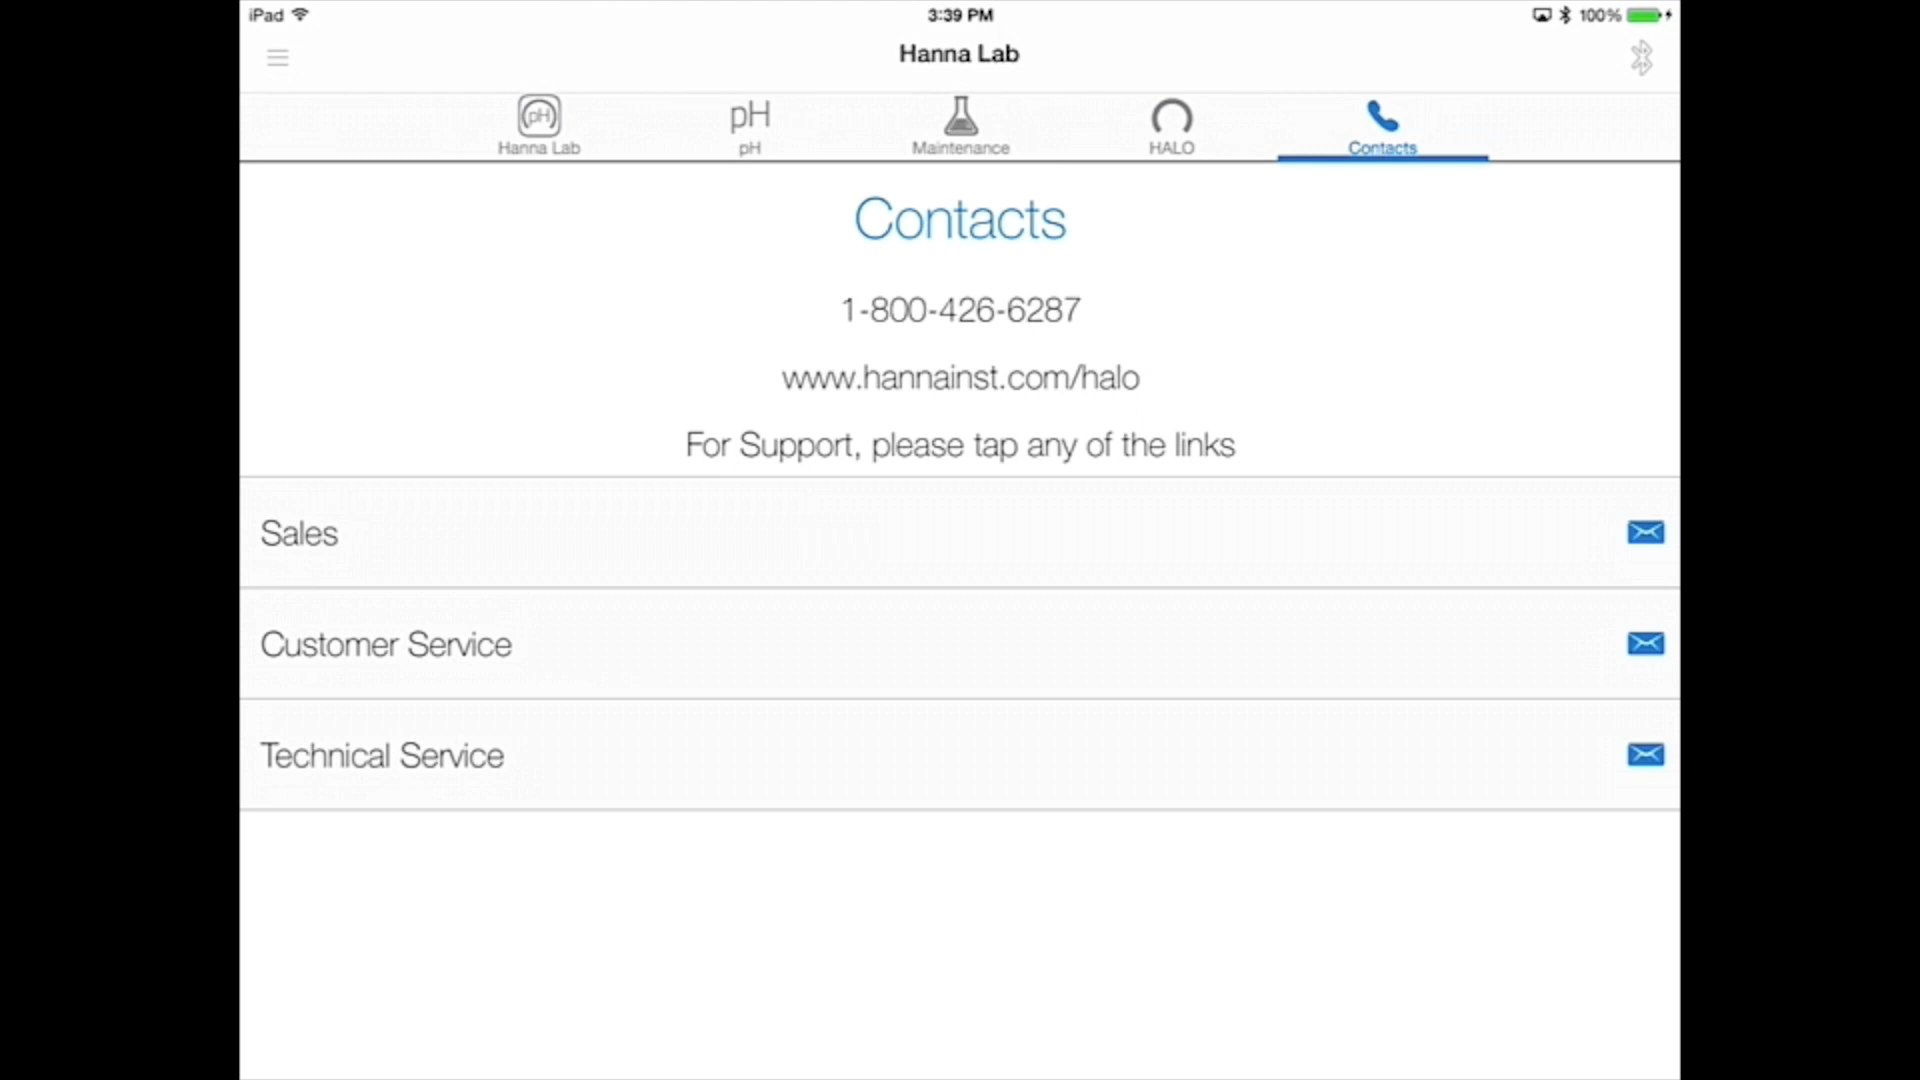 iPad 3:39 PM 100%
Hanna Lab
pH pH
Hanna Lab pH Maintenance HALO Contacts
Contacts
1-800-426-6287
www.hannainst.com/halo
For Support, please tap any of the links
Sales
Customer Service
Technical Service